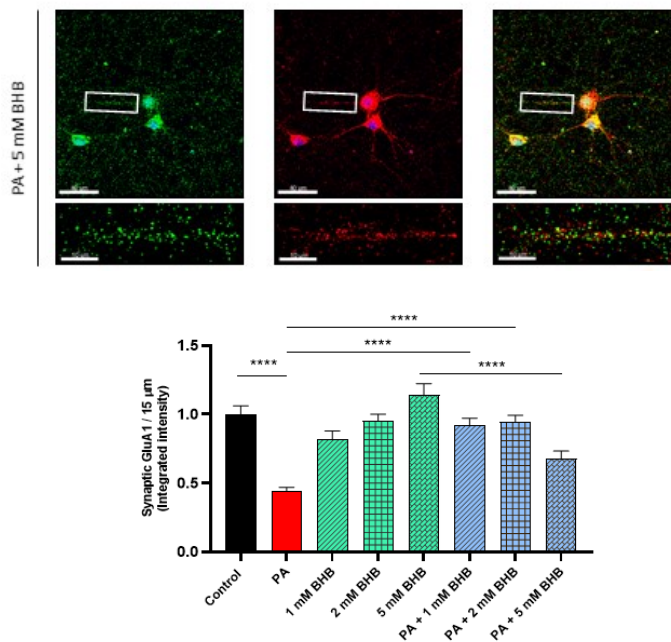 PA + 5 mM BHB
****
****
****
****
Synaptic GluA1 / 15 µm
(Integrated intensity)
1.5
1.0
0.5
0.0
Control
PA
1 mM BHB
2 mM BHB
5 mM BHB
PA + 1 mM BHB
PA + 2 mM BHB
PA + 5 mM BHB